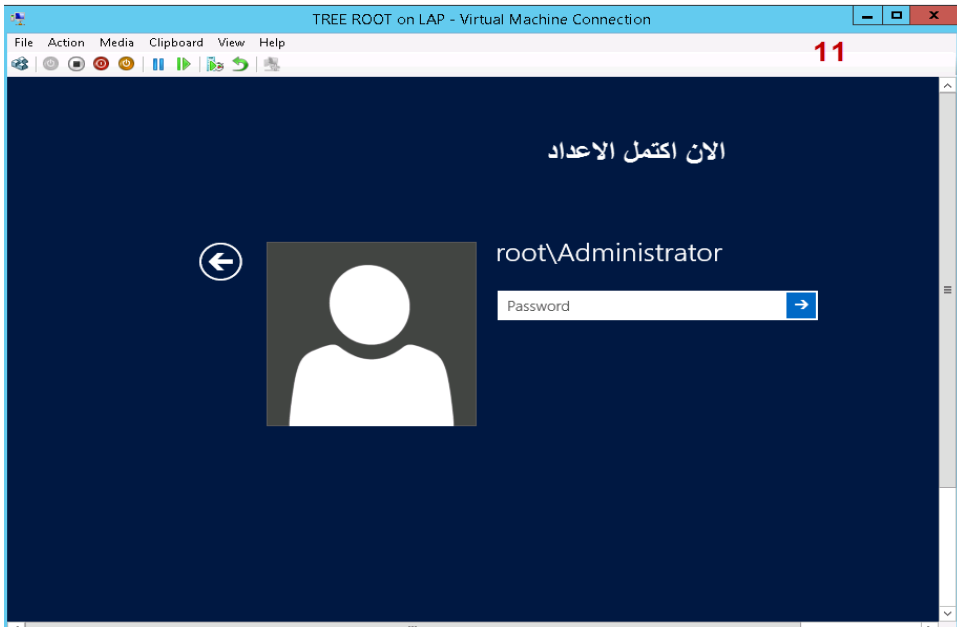 TREE ROOT on LAP - Virtual Machine Connection
File Action Media Clipboard View Help
11
الان اكتمل الاعداد
root\Administrator
Password